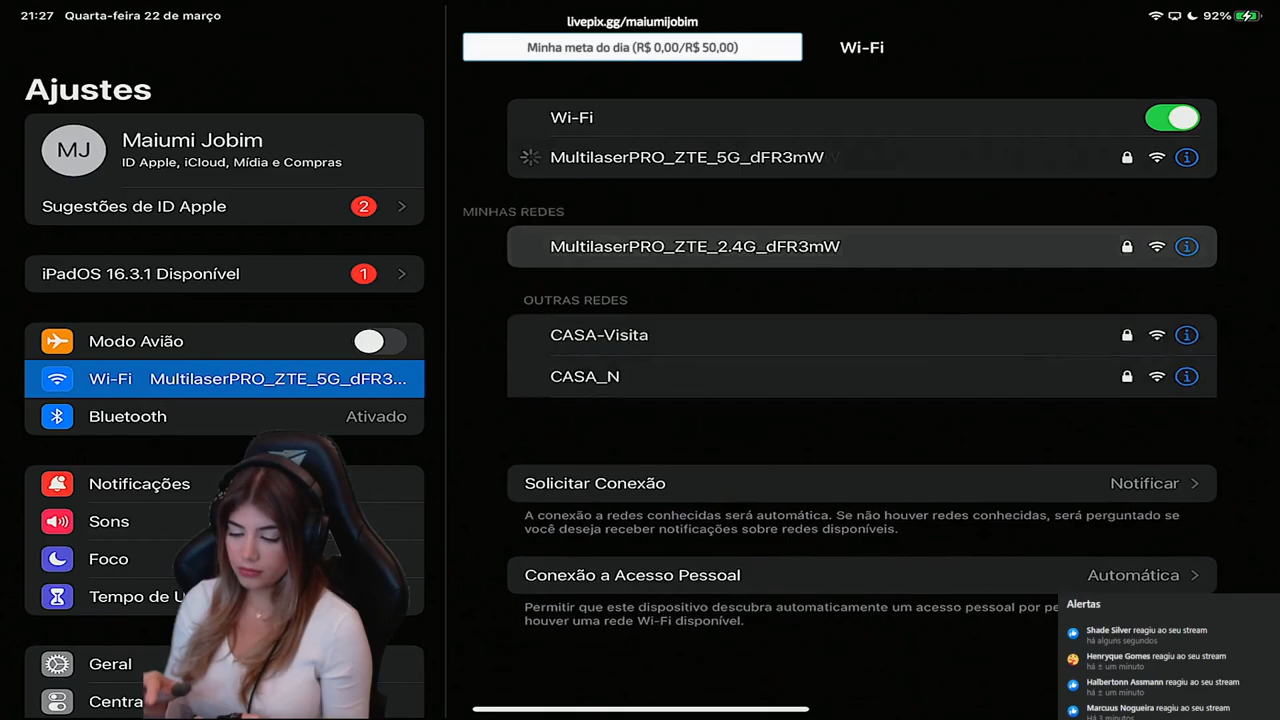 21:27 Quarta-feira 22 de março
92%
livepix.gg/maiumijobim
Minha meta do dia (R$ 0,00/R$ 50,00)
Wi-Fi
Ajustes
MJ
Maiumi Jobim
ID Apple, iCloud, Mídia e Compras
Sugestões de ID Apple 2
iPadOS 16.3.1 Disponível 1
Modo Avião
Wi-Fi MultilaserPRO_ZTE_5G_dFR3...
Bluetooth Ativado
Notificações
Sons
Foco
Tempo de
Geral
Centra
Wi-Fi
MultilaserPRO_ZTE_5G_dFR3mW
MINHAS REDES
MultilaserPRO_ZTE_2.4G_dFR3mW
OUTRAS REDES
CASA-Visita
CASA_N
Solicitar Conexão Notificar
A conexão a redes conhecidas será automática. Se não houver redes conhecidas, será perguntado se
você deseja receber notificações sobre redes disponíveis.
Conexão a Acesso Pessoal Automática
Permitir que este dispositivo descubra automaticamente um acesso pessoal por pe
houver uma rede Wi-Fi disponível.
Alertas
Shade Silver reagiu ao seu stream
há alguns segundos
Henryque Gomes reagiu ao seu stream
há ± um minuto
Halbertonn Assmann reagiu ao seu stream
há ± um minuto
Marcuus Nogueira reagiu ao seu stream
há 3 minutos